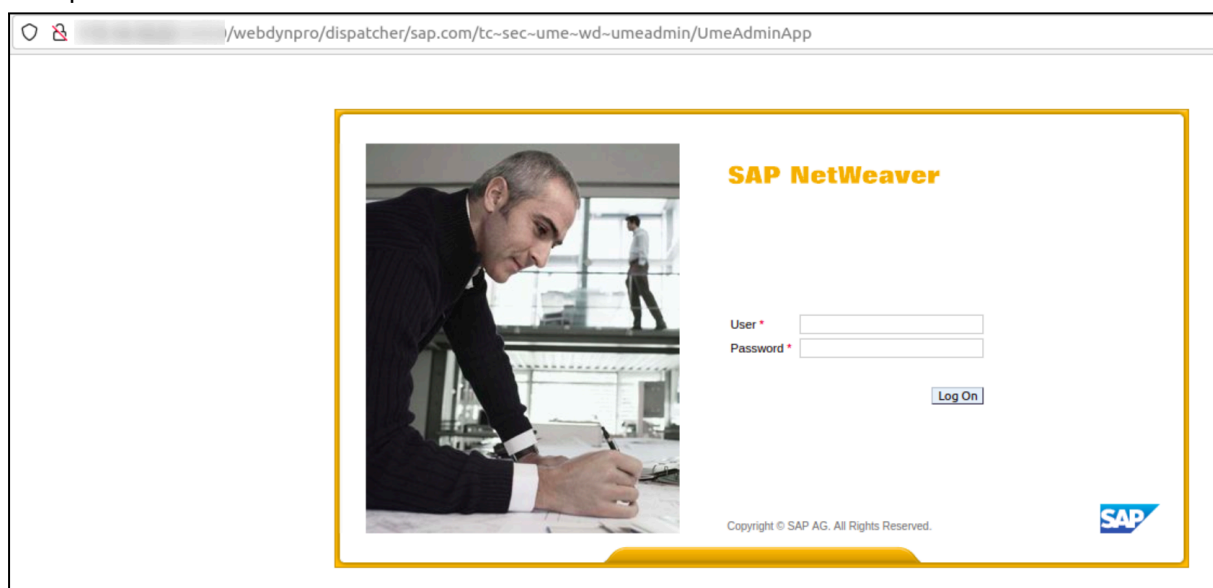 /webdynpro/dispatcher/sap.com/tc~sec~ume~wd~umeadmin/UmeAdminApp
SAP NetWeaver
User *
Password *
Log On
Copyright © SAP AG. All Rights Reserved.
SAP